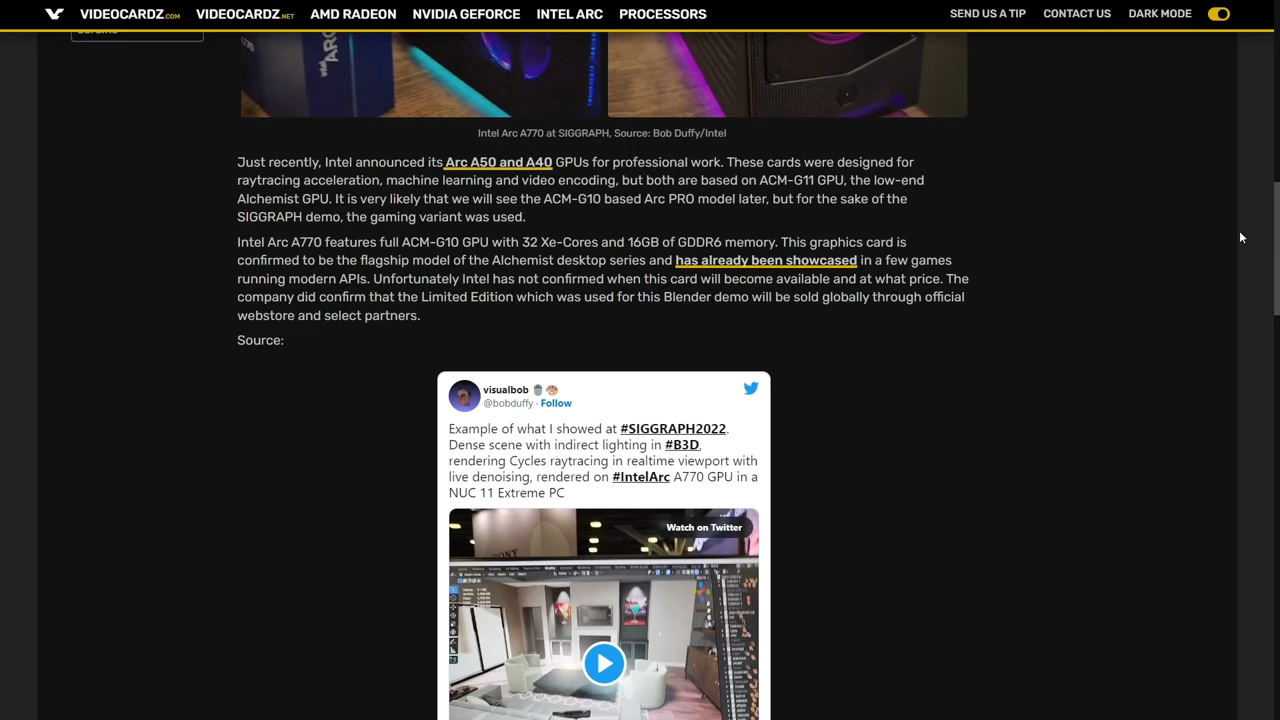 VIDEOCARDZ.COM VIDEOCARDZ.NET AMD RADEON NVIDIA GEFORCE INTEL ARC PROCESSORS SEND US A TIP CONTACT US DARK MODE
ARC
Intel Arc A770 at SIGGRAPH, Source: Bob Duffy/Intel
Just recently, Intel announced its Arc A50 and A40 GPUs for professional work. These cards were designed for
raytracing acceleration, machine learning and video encoding, but both are based on ACM-G11 GPU, the low-end
Alchemist GPU. It is very likely that we will see the ACM-G10 based Arc PRO model later, but for the sake of the
SIGGRAPH demo, the gaming variant was used.
Intel Arc A770 features full ACM-G10 GPU with 32 Xe-Cores and 16GB of GDDR6 memory. This graphics card is
confirmed to be the flagship model of the Alchemist desktop series and has already been showcased in a few games
running modern APIs. Unfortunately Intel has not confirmed when this card will become available and at what price. The
company did confirm that the Limited Edition which was used for this Blender demo will be sold globally through official
webstore and select partners.
Source:
visualbob
@bobduffy · Follow
Example of what I showed at #SIGGRAPH2022.
Dense scene with indirect lighting in #B3D,
rendering Cycles raytracing in realtime viewport with
live denoising, rendered on #IntelArc A770 GPU in a
NUC 11 Extreme PC
Watch on Twitter